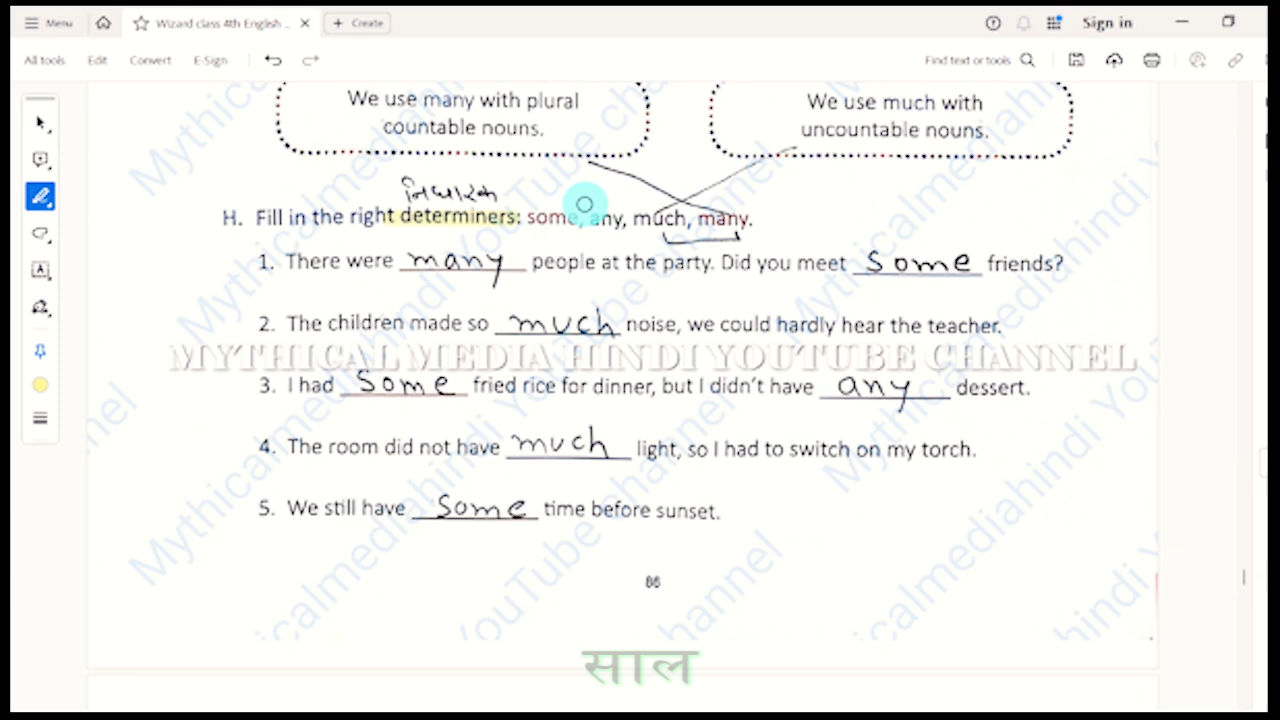 Menu Wizard class 4th English ... × + Create Sign in
All tools Edit Convert E-Sign Find text or tools
We use many with plural
countable nouns.
We use much with
uncountable nouns.
H. Fill in the right determiners: some, any, much, many.
1. There were many people at the party. Did you meet some friends?
2. The children made so much noise, we could hardly hear the teacher.
MYTHICAL MEDIA HINDI YOUTUBE CHANNEL
3. I had some fried rice for dinner, but I didn't have any dessert.
4. The room did not have much light, so I had to switch on my torch.
5. We still have some time before sunset.
86
साल